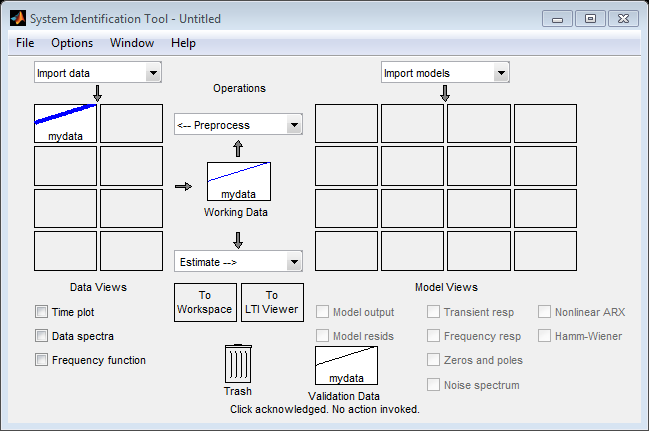 System Identification Tool - Untitled
File Options Window Help
Import data
Operations
Import models
<-- Preprocess
mydata
mydata
Working Data
Estimate -->
Data Views
Time plot
Data spectra
Frequency function
To
Workspace
To
LTI Viewer
Trash
Model Views
Model output
Transient resp
Nonlinear ARX
Model resids
Frequency resp
Hamm-Wiener
Zeros and poles
Noise spectrum
mydata
Validation Data
Click acknowledged. No action invoked.